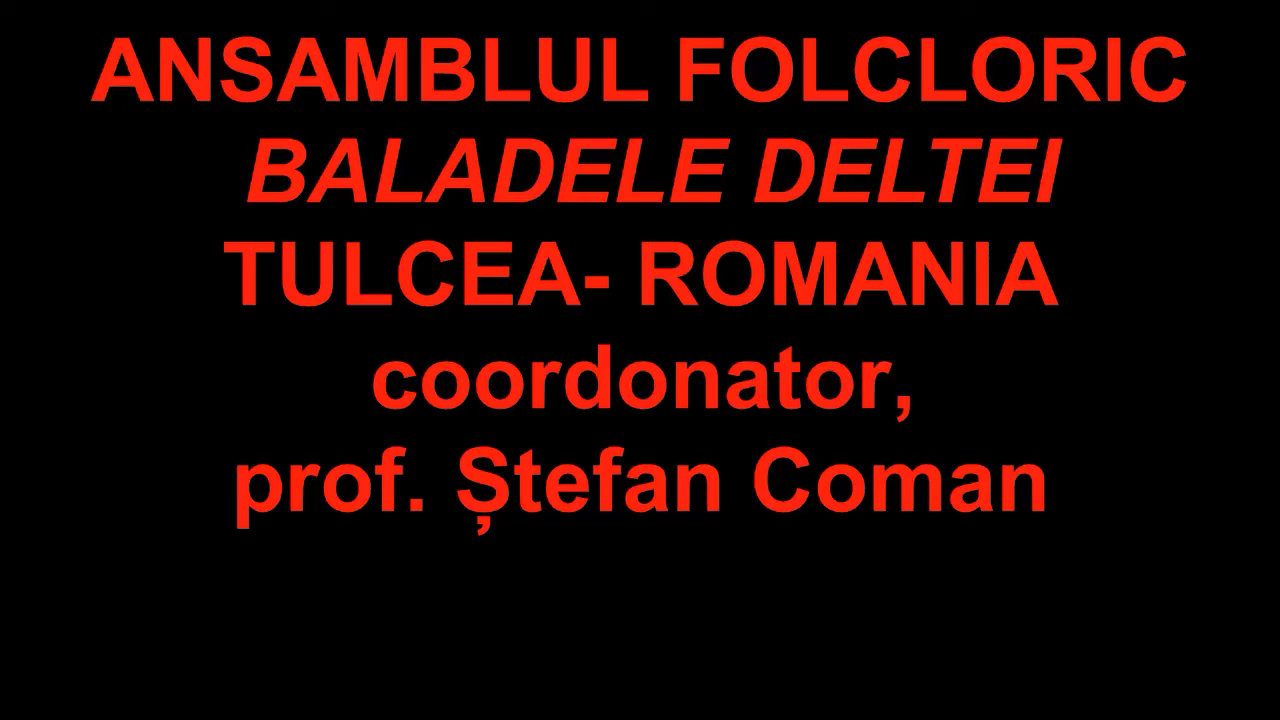 ANSAMBLUL FOLCLORIC
BALADELE DELTEI
TULCEA- ROMANIA
coordonator,
prof. Ștefan Coman